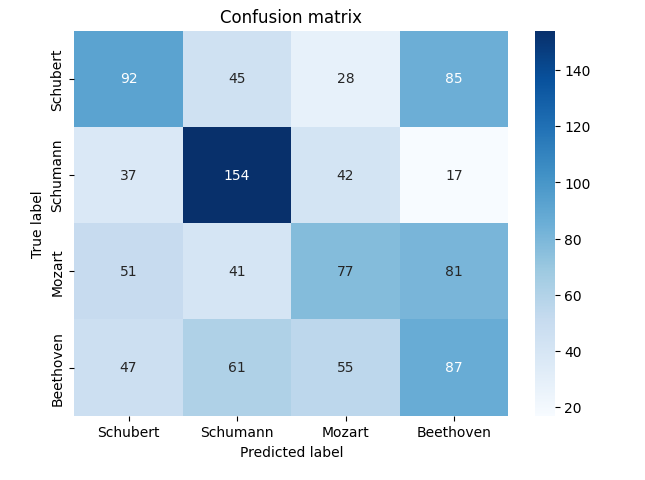 Confusion matrix
Schubert 92 45 28 85
Schumann 37 154 42 17
Mozart 51 41 77 81
Beethoven 47 61 55 87
Schubert Schumann Mozart Beethoven
Predicted label
True label
140
120
100
80
60
40
20